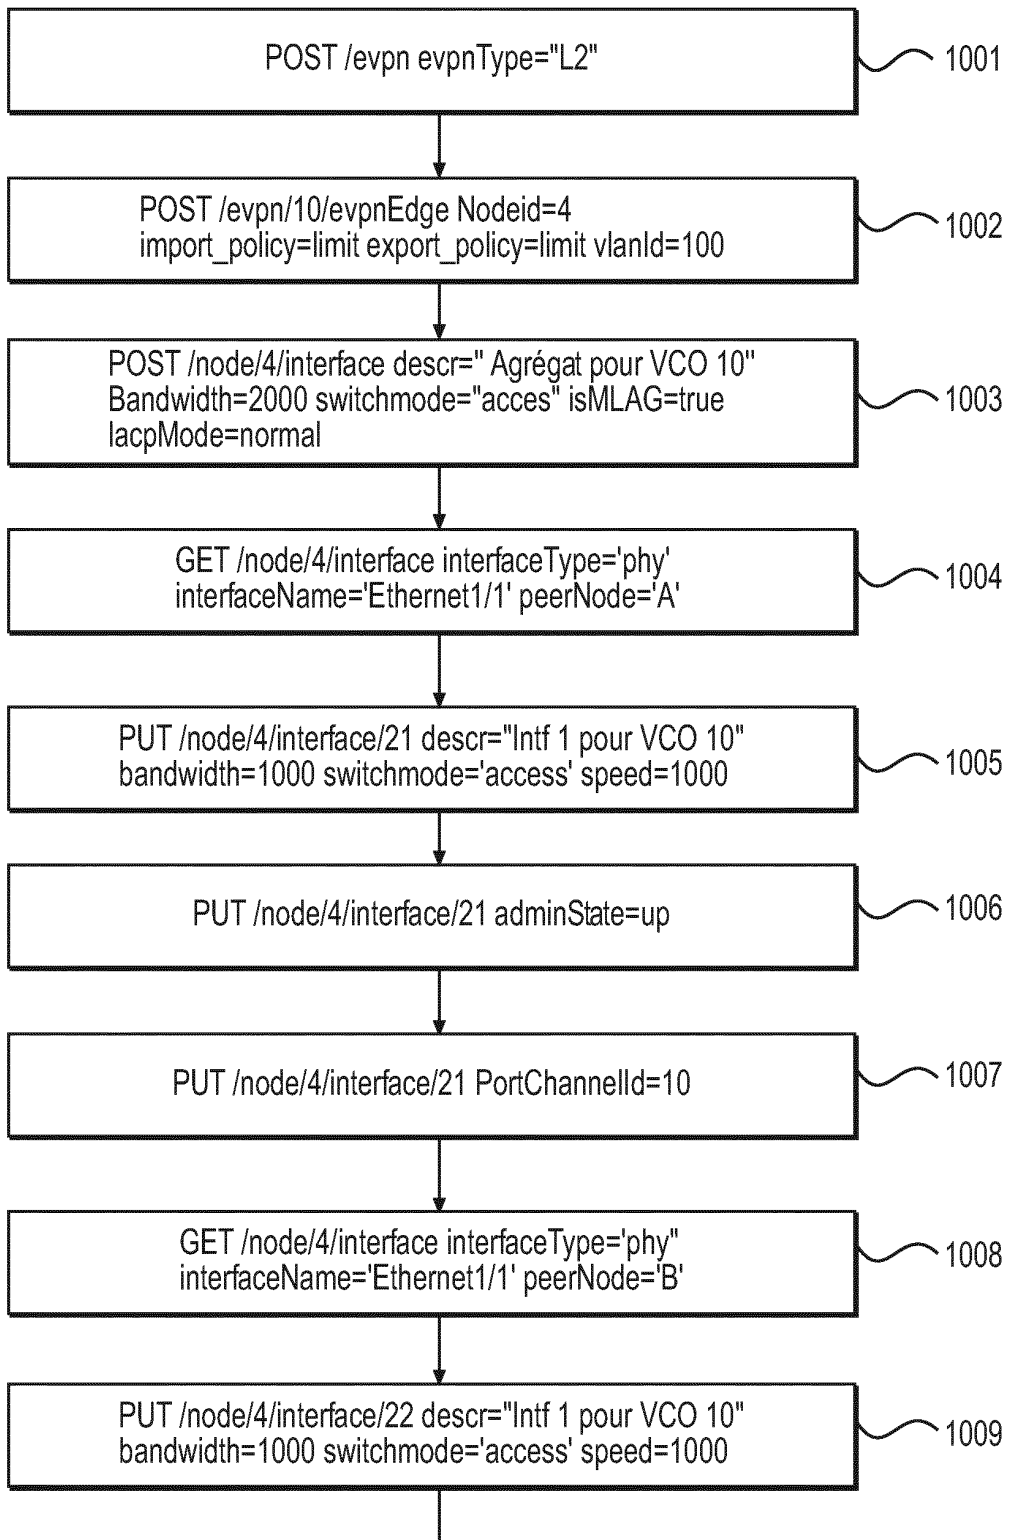 POST /evpn evpnType="L2"
1001
POST /evpn/10/evpnEdge Nodeid=4
import_policy=limit export_policy=limit vlanId=100
1002
POST /node/4/interface descr=" Agrégat pour VCO 10"
Bandwidth=2000 switchmode="acces" isMLAG=true
lacpMode=normal
1003
GET /node/4/interface interfaceType='phy'
interfaceName='Ethernet1/1' peerNode='A'
1004
PUT /node/4/interface/21 descr="Intf 1 pour VCO 10"
bandwidth=1000 switchmode='access' speed=1000
1005
PUT /node/4/interface/21 adminState=up
1006
PUT /node/4/interface/21 PortChannelId=10
1007
GET /node/4/interface interfaceType='phy"
interfaceName='Ethernet1/1' peerNode='B'
1008
PUT /node/4/interface/22 descr="Intf 1 pour VCO 10"
bandwidth=1000 switchmode='access' speed=1000
1009